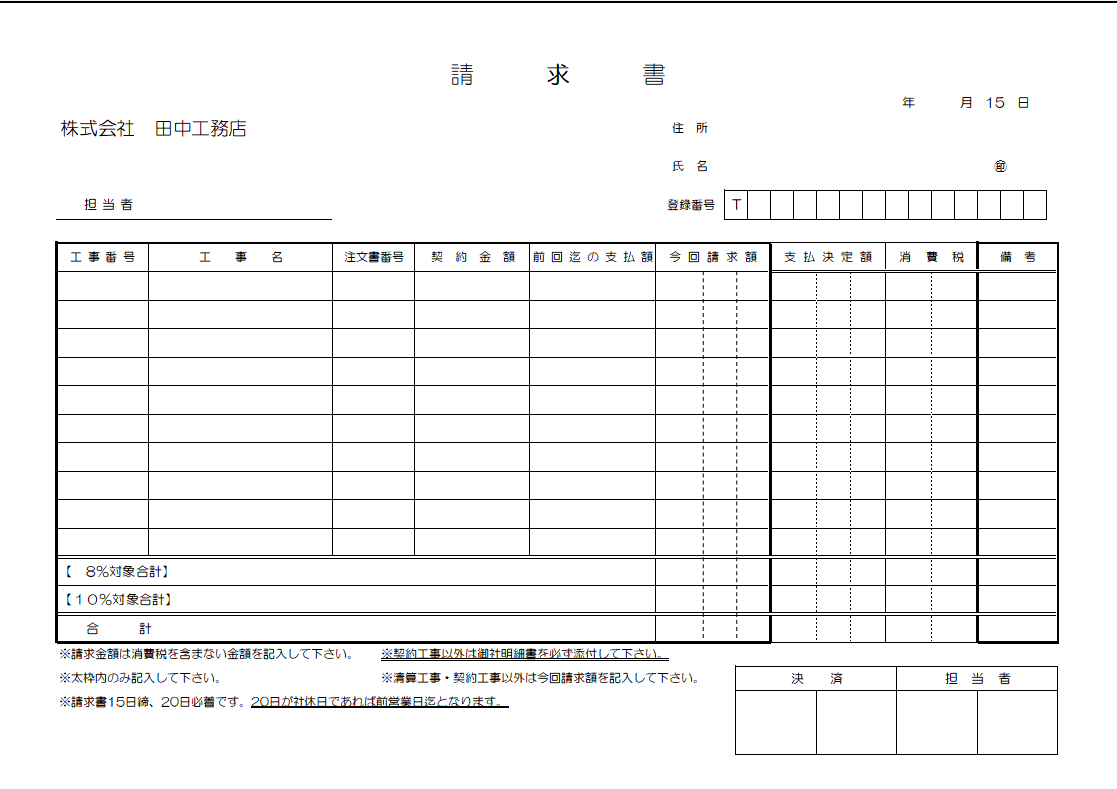 請　求　書
年　月 15 日
株式会社　田中工務店
住 所
氏 名　㊞
担 当 者
登録番号 T
工 事 番 号　工 事 名　注文書番号　契 約 金 額　前回迄の支払額　今 回 請 求 額　支 払 決 定 額　消 費 税　備 考
【　8%対象合計】
【10%対象合計】
合　計
※請求金額は消費税を含まない金額を記入して下さい。　※契約工事以外は御社明細書を必ず添付して下さい。
※太枠内のみ記入して下さい。　※清算工事・契約工事以外は今回請求額を記入して下さい。
決 済　担 当 者
※請求書15日締、20日必着です。20日が社休日であれば前営業日迄となります。